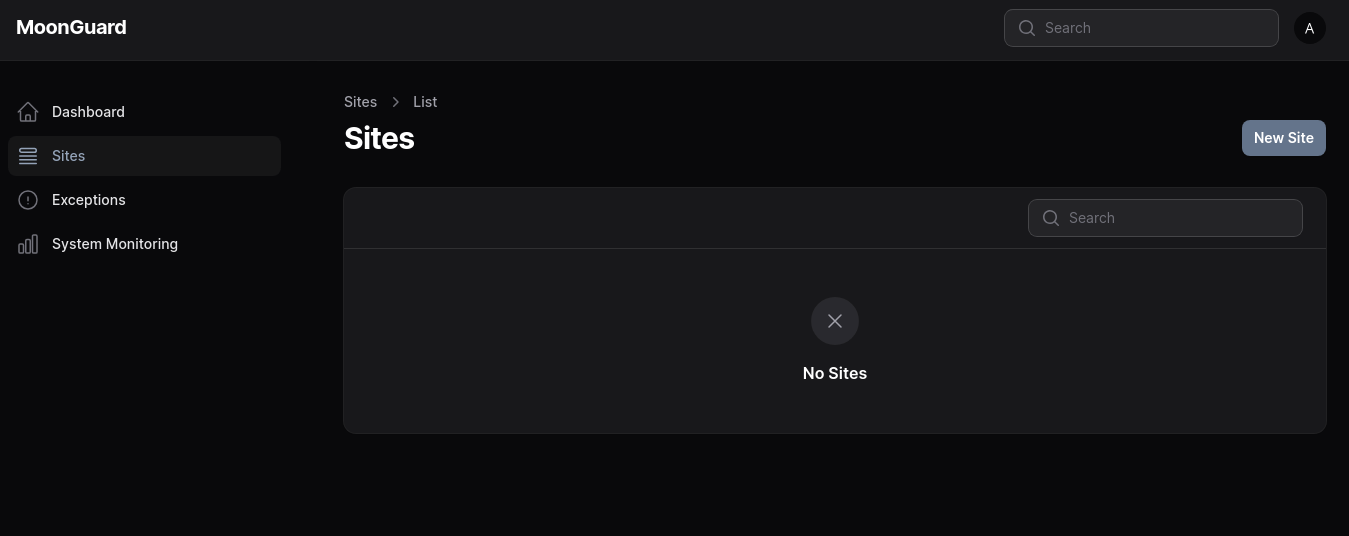 MoonGuard
Search
A
Dashboard
Sites
Exceptions
System Monitoring
Sites
List
Sites
New Site
Search
No Sites